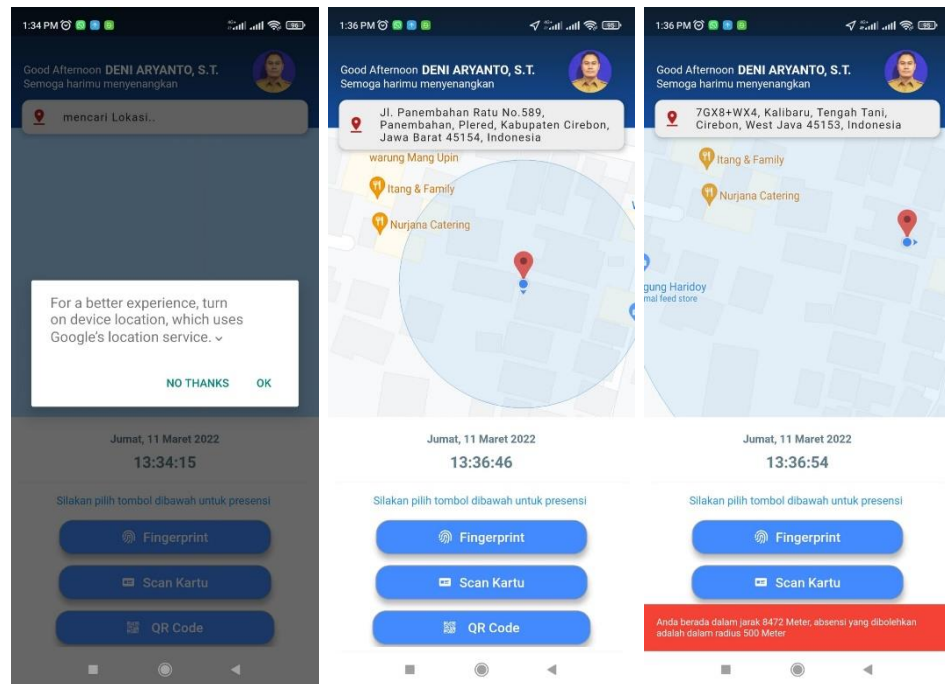 1:34 PM
96
Good Afternoon DENI ARYANTO, S.T.
Semoga harimu menyenangkan
mencari Lokasi..
For a better experience, turn
on device location, which uses
Google's location service.
NO THANKS OK
Jumat, 11 Maret 2022
13:34:15
Silakan pilih tombol dibawah untuk presensi
Fingerprint
Scan Kartu
QR Code
1:36 PM
95
Good Afternoon DENI ARYANTO, S.T.
Semoga harimu menyenangkan
Jl. Panembahan Ratu No.589,
Panembahan, Plered, Kabupaten Cirebon,
Jawa Barat 45154, Indonesia
warung Mang Upin
Itang & Family
Nurjana Catering
Jumat, 11 Maret 2022
13:36:46
Silakan pilih tombol dibawah untuk presensi
Fingerprint
Scan Kartu
QR Code
1:36 PM
95
Good Afternoon DENI ARYANTO, S.T.
Semoga harimu menyenangkan
7GX8+WX4, Kalibaru, Tengah Tani,
Cirebon, West Java 45153, Indonesia
Itang & Family
Nurjana Catering
gung Haridoy
mal feed store
Jumat, 11 Maret 2022
13:36:54
Silakan pilih tombol dibawah untuk presensi
Fingerprint
Scan Kartu
Anda berada dalam jarak 8472 Meter, absensi yang dibolehkan
adalah dalam radius 500 Meter